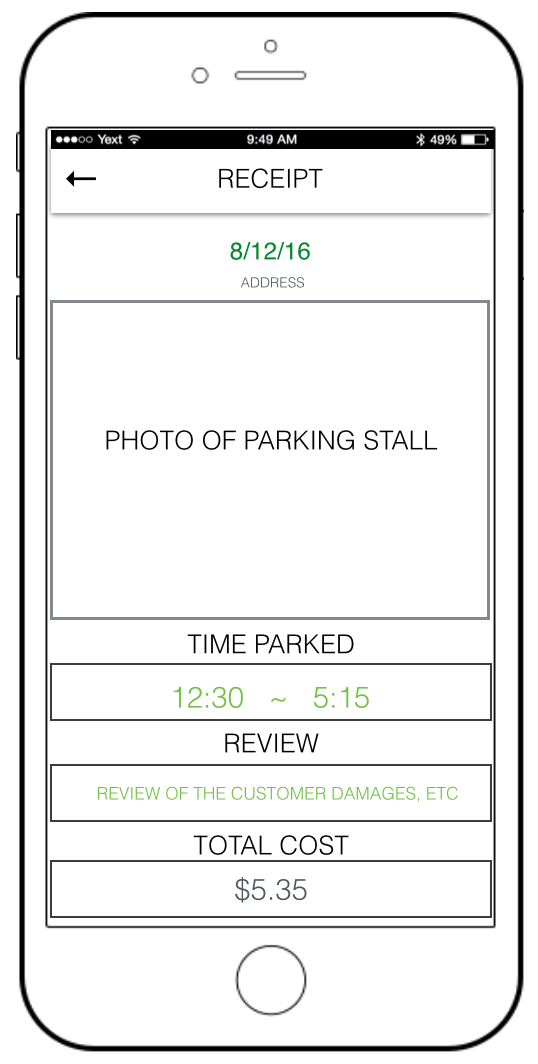 Yext 9:49 AM 49%
RECEIPT
8/12/16
ADDRESS
PHOTO OF PARKING STALL
TIME PARKED
12:30 ~ 5:15
REVIEW
REVIEW OF THE CUSTOMER DAMAGES, ETC
TOTAL COST
$5.35